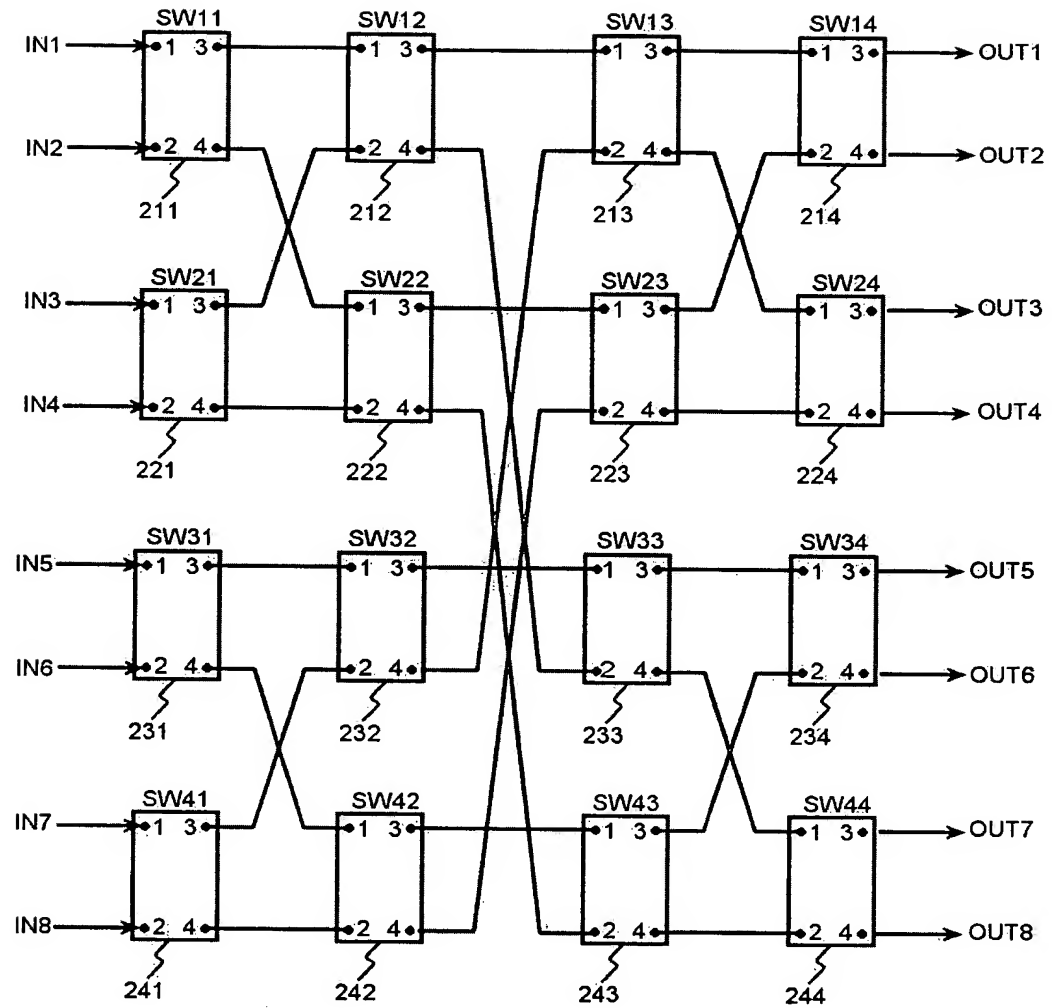 SW11 SW12 SW13 SW14
IN1 1 3 1 3 1 3 1 3 OUT1
IN2 2 4 2 4 2 4 2 4 OUT2
211 212 213 214
SW21 SW22 SW23 SW24
IN3 1 3 1 3 1 3 1 3 OUT3
IN4 2 4 2 4 2 4 2 4 OUT4
221 222 223 224
SW31 SW32 SW33 SW34
IN5 1 3 1 3 1 3 1 3 OUT5
IN6 2 4 2 4 2 4 2 4 OUT6
231 232 233 234
SW41 SW42 SW43 SW44
IN7 1 3 1 3 1 3 1 3 OUT7
IN8 2 4 2 4 2 4 2 4 OUT8
241 242 243 244